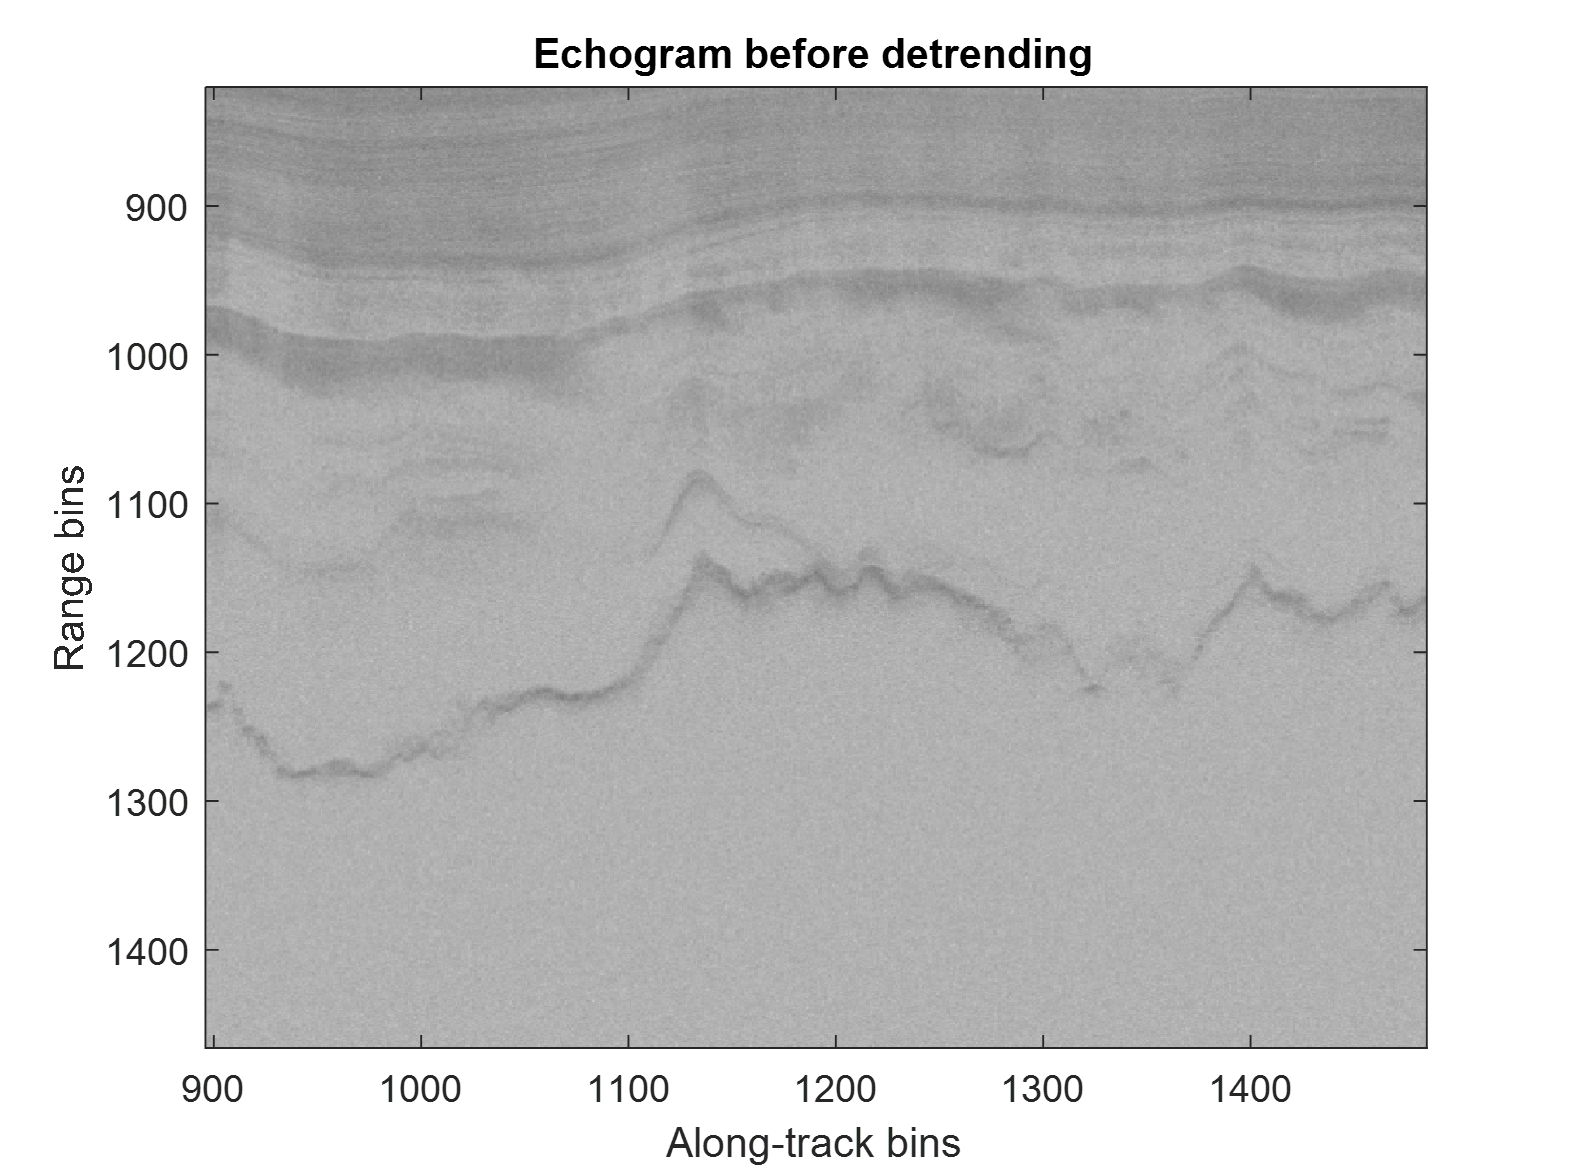 Echogram before detrending
Range bins
900
1000
1100
1200
1300
1400
900 1000 1100 1200 1300 1400
Along-track bins